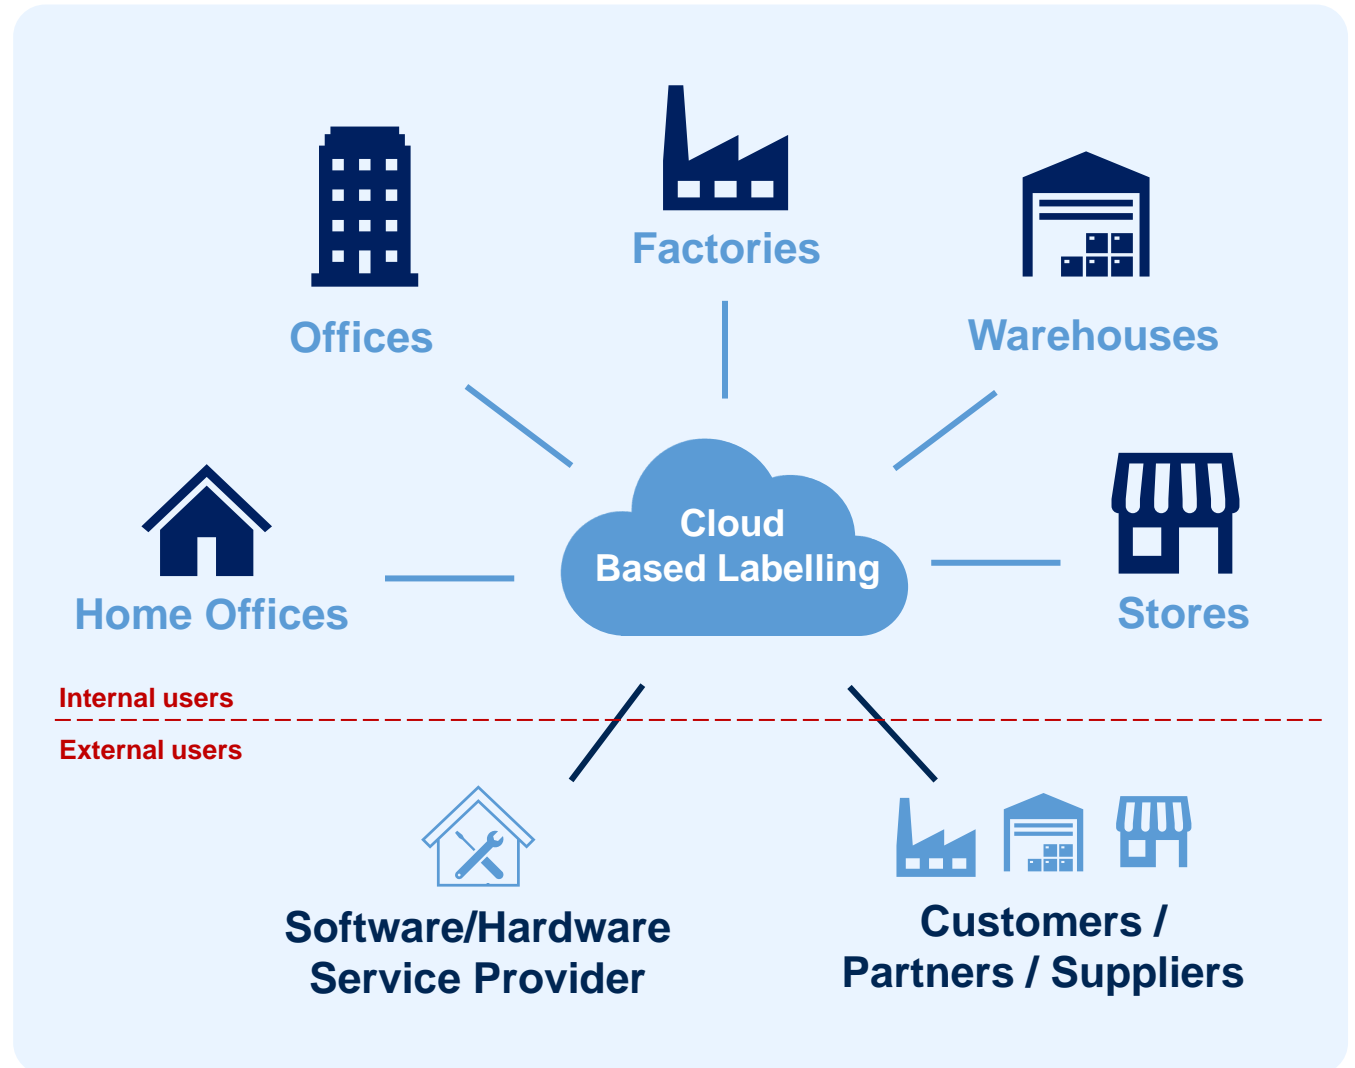 Factories
Offices
Warehouses
Cloud
Based Labelling
Home Offices
Stores
Internal users
External users
Software/Hardware
Service Provider
Customers /
Partners / Suppliers